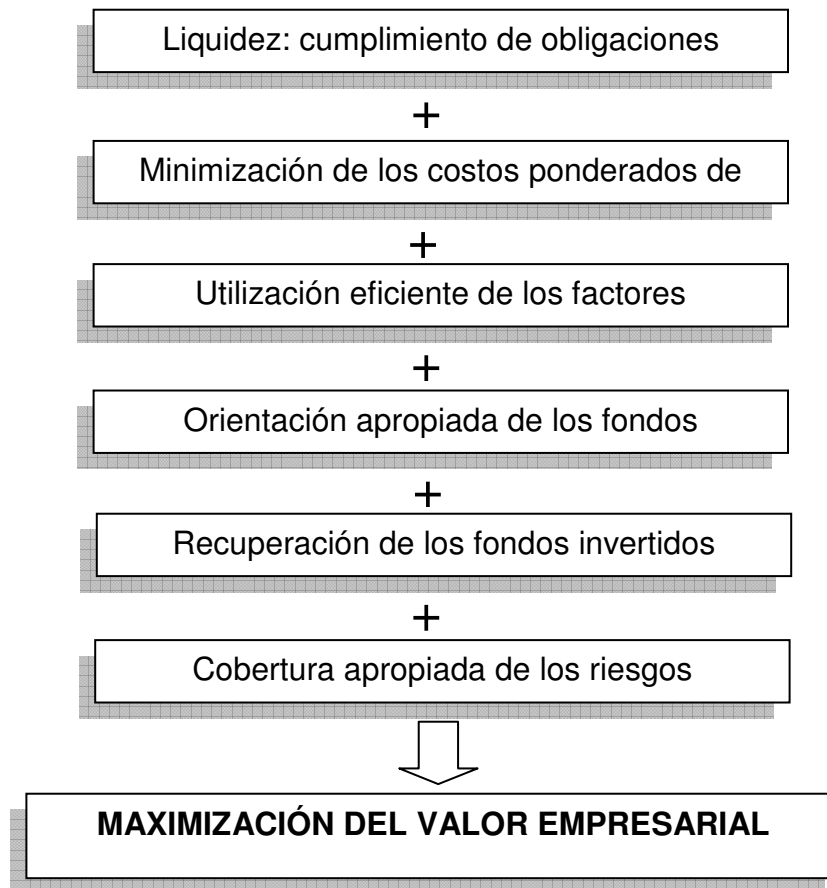 Liquidez: cumplimiento de obligaciones
+
Minimización de los costos ponderados de
+
Utilización eficiente de los factores
+
Orientación apropiada de los fondos
+
Recuperación de los fondos invertidos
+
Cobertura apropiada de los riesgos
MAXIMIZACIÓN DEL VALOR EMPRESARIAL